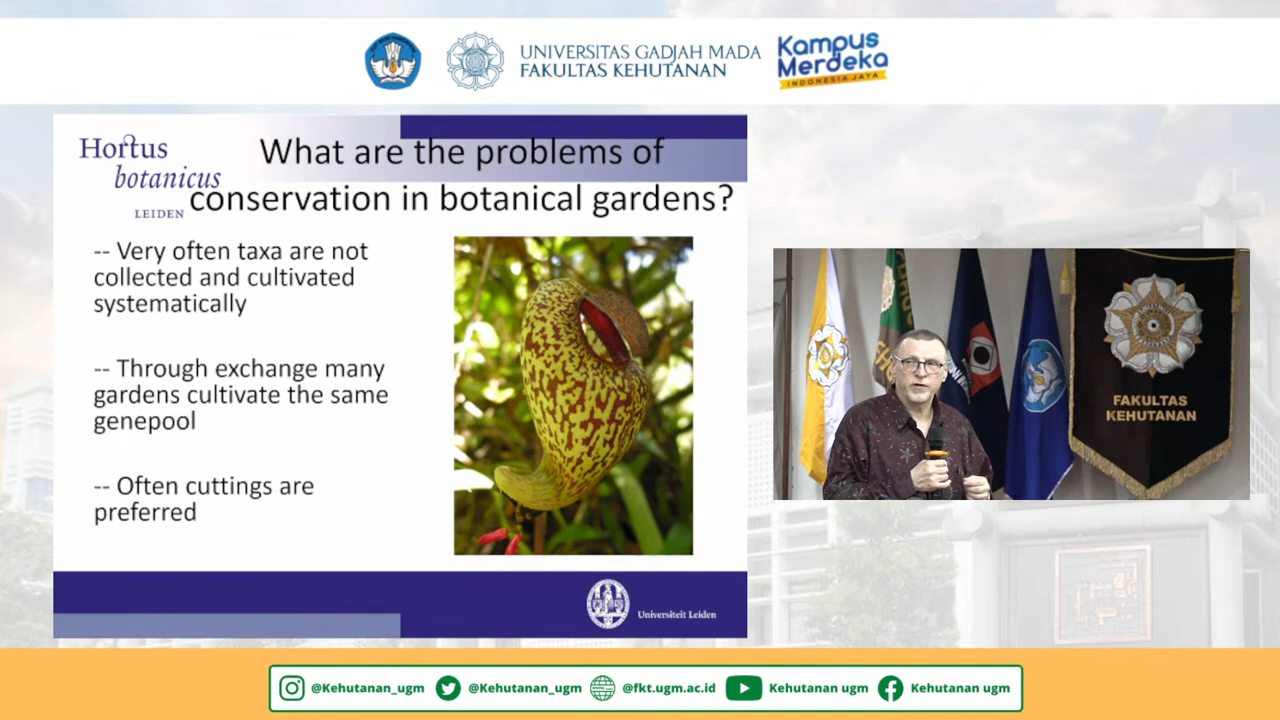 UNIVERSITAS GADJAH MADA
FAKULTAS KEHUTANAN
Kampus
Merdeka
INDONESIA JAYA
Hortus
botanicus
LEIDEN
What are the problems of
conservation in botanical gardens?
-- Very often taxa are not
collected and cultivated
systematically
-- Through exchange many
gardens cultivate the same
genepool
-- Often cuttings are
preferred
Universiteit Leiden
FAKULTAS
KEHUTANAN
@Kehutanan_ugm
@Kehutanan_ugm
@fkt.ugm.ac.id
Kehutanan ugm
Kehutanan ugm